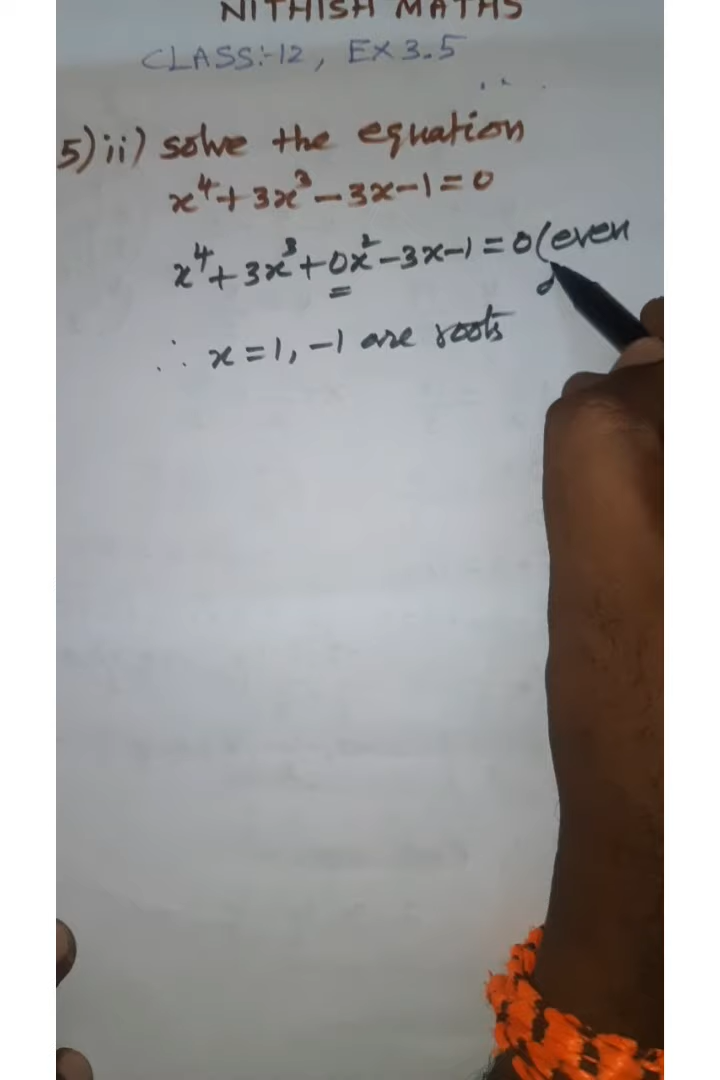 NITHISH MATHS
CLASS:-12, EX 3.5
5) ii) solve the equation
x⁴+3x³-3x-1=0
x⁴+3x³+0x²-3x-1=0(even
∴ x=1,-1 are roots